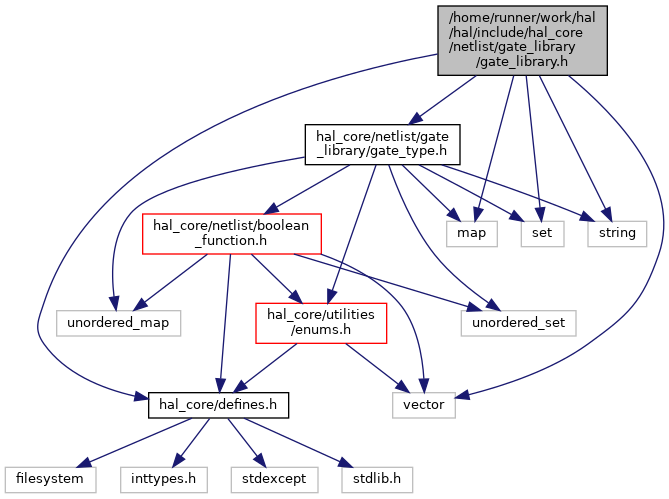 /home/runner/work/hal
/hal/include/hal_core
/netlist/gate_library
/gate_library.h
hal_core/netlist/gate
_library/gate_type.h
hal_core/netlist/boolean
_function.h
map
set
string
hal_core/utilities
/enums.h
unordered_map
unordered_set
hal_core/defines.h
vector
filesystem
inttypes.h
stdexcept
stdlib.h